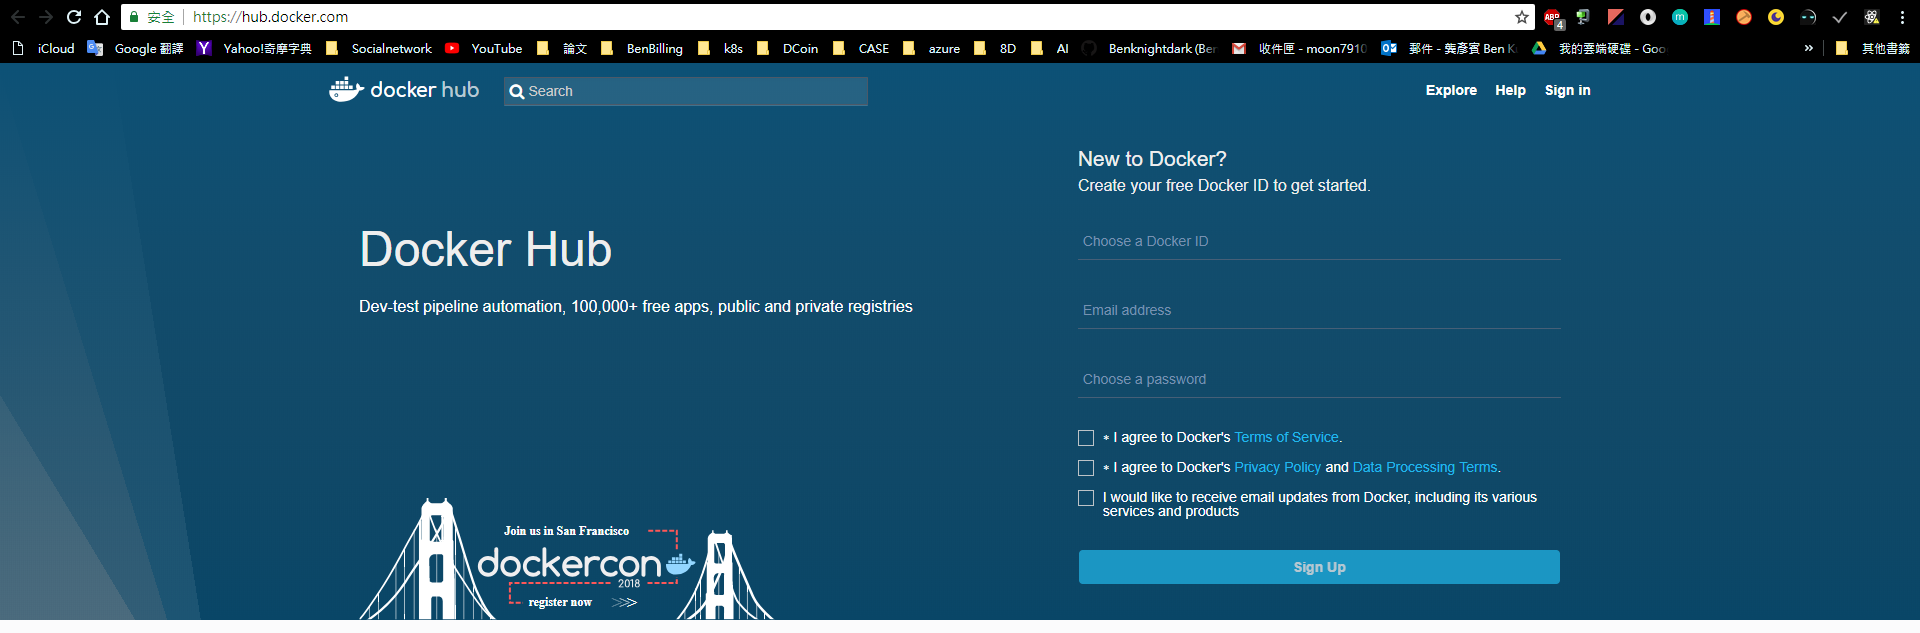 安全 | https://hub.docker.com
ABP 4 m
iCloud Google 翻譯 Yahoo!奇摩字典 Socialnetwork YouTube 論文 BenBilling k8s DCoin CASE azure 8D AI Benknightdark (Ben 收件匣 - moon7910 郵件 - 龔彥賓 Ben K 我的雲端硬碟 - Goo » 其他書籤
docker hub Search Explore Help Sign in
New to Docker?
Create your free Docker ID to get started.
Choose a Docker ID
Email address
Choose a password
* I agree to Docker's Terms of Service.
* I agree to Docker's Privacy Policy and Data Processing Terms.
I would like to receive email updates from Docker, including its various
services and products
Sign Up
Docker Hub
Dev-test pipeline automation, 100,000+ free apps, public and private registries
Join us in San Francisco
dockercon
2018
register now >>>